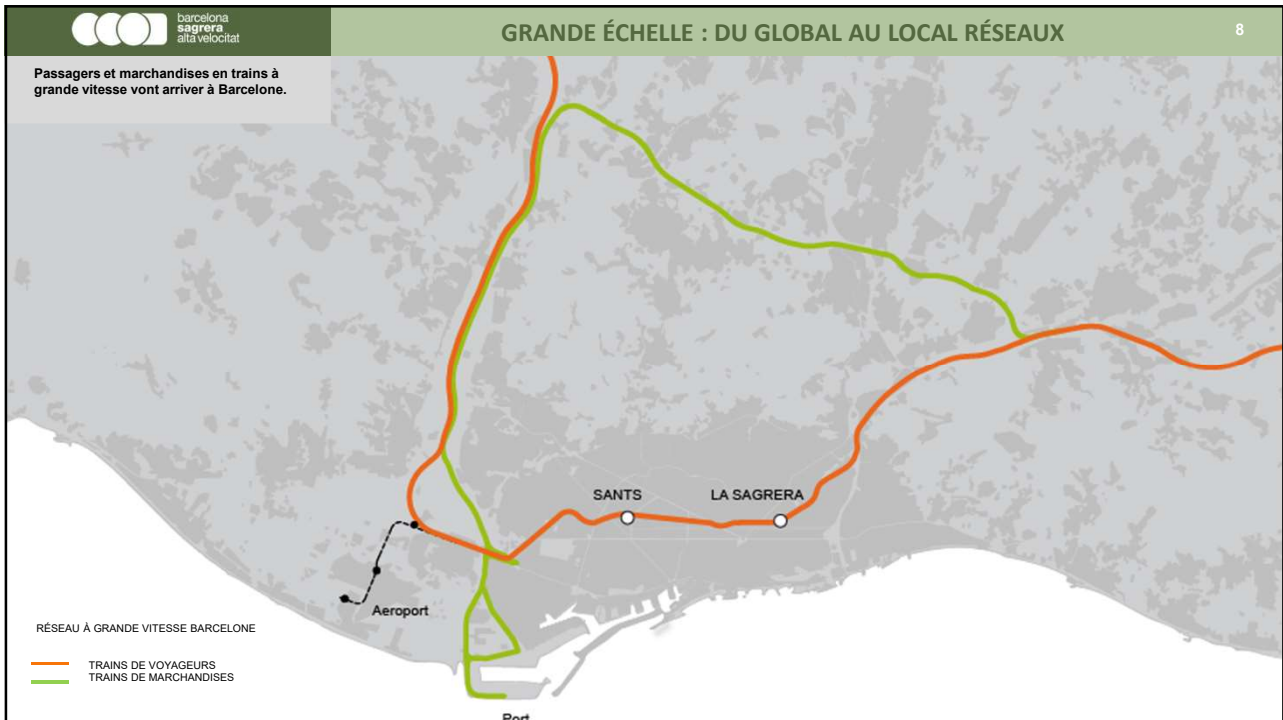 barcelona
sagrera
alta velocitat
GRANDE ÉCHELLE : DU GLOBAL AU LOCAL RÉSEAUX
8
Passagers et marchandises en trains à
grande vitesse vont arriver à Barcelone.
SANTS
LA SAGRERA
Aeroport
RÉSEAU À GRANDE VITESSE BARCELONE
TRAINS DE VOYAGEURS
TRAINS DE MARCHANDISES
Port